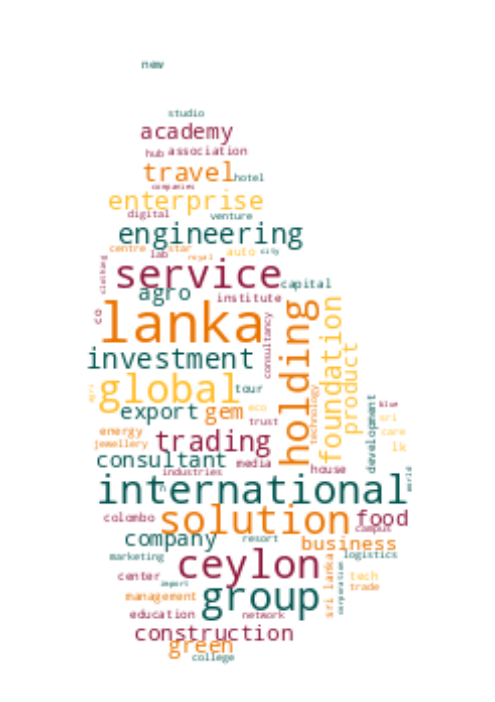 new
studio
academy
hub association
travel hotel
companies
enterprise
digital venture
engineering
centre star auto city
lab royal
service
clothing
agro capital
institute
co
lanka
holding
foundation
consultancy
product
investment
global tour
agri
export gem eco
trust
technology
development
blue
sri
care
lk
energy
jewellery
trading
consultant media
industries house
world
international
colombo solution food
campus
company resort business
marketing logistics
ceylon
center import
tech
trade
sri lanka
corporation
management group
education network
construction
green
college